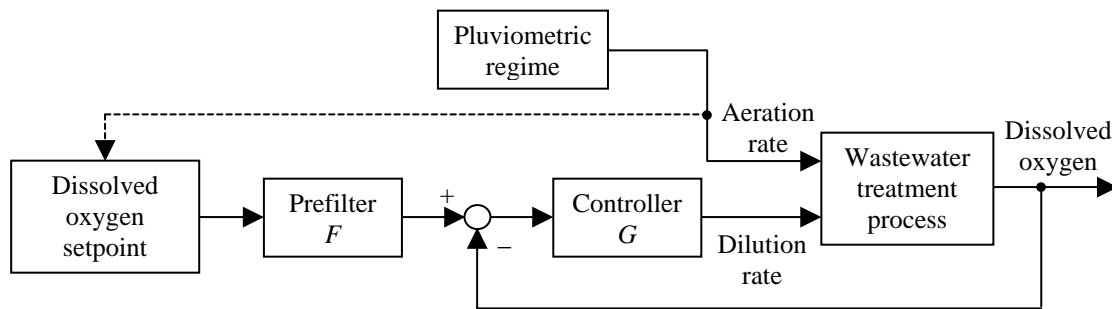 Pluviometric
regime
Aeration
rate
Dissolved
oxygen
Wastewater
treatment
process
Dissolved
oxygen
setpoint
Prefilter
F
+
−
Controller
G
Dilution
rate